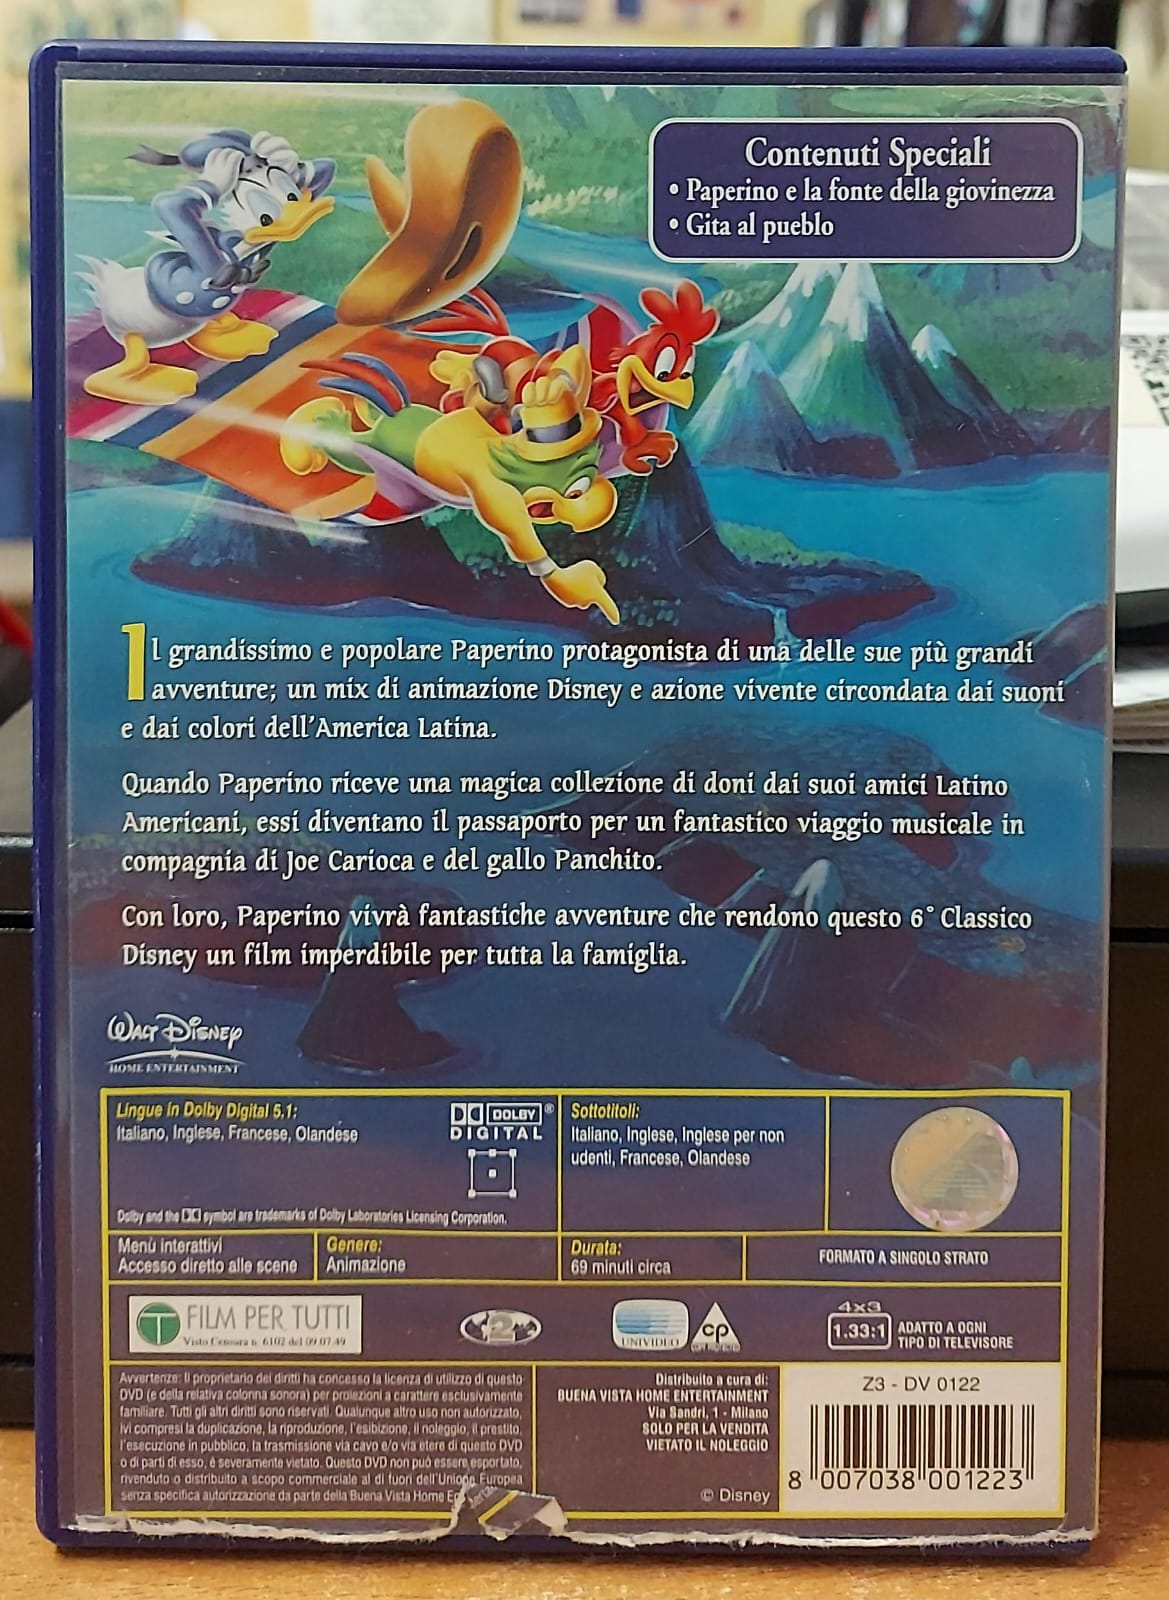 Contenuti Speciali
• Paperino e la fonte della giovinezza
• Gita al pueblo
Il grandissimo e popolare Paperino protagonista di una delle sue più grandi
avventure; un mix di animazione Disney e azione vivente circondata dai suoni
e dai colori dell'America Latina.
Quando Paperino riceve una magica collezione di doni dai suoi amici Latino
Americani, essi diventano il passaporto per un fantastico viaggio musicale in
compagnia di Joe Carioca e del gallo Panchito.
Con loro, Paperino vivrà fantastiche avventure che rendono questo 6° Classico
Disney un film imperdibile per tutta la famiglia.
WALT DISNEY
HOME ENTERTAINMENT
Lingue in Dolby Digital 5.1:
Italiano, Inglese, Francese, Olandese
DOLBY®
DIGITAL
Dolby and the symbol are trademarks of Dolby Laboratories Licensing Corporation.
Sottotitoli:
Italiano, Inglese, Inglese per non
udenti, Francese, Olandese
Menù interattivi
Accesso diretto alle scene
Genere:
Animazione
Durata:
69 minuti circa
FORMATO A SINGOLO STRATO
T FILM PER TUTTI
Visto Censura n. 6102 del 09.07.49
2
UNIVIDEO
cp
4x3
1.33:1
ADATTO A OGNI
TIPO DI TELEVISORE
Avvertenze: Il proprietario dei diritti ha concesso la licenza di utilizzo di questo
DVD (e della relativa colonna sonora) per proiezioni a carattere esclusivamente
familiare. Tutti gli altri diritti sono riservati. Qualunque altro uso non autorizzato,
ivi compresi la duplicazione, la riproduzione, l'esibizione, il noleggio, il prestito,
l'esecuzione in pubblico, la trasmissione via cavo e/o via etere di questo DVD
o di parti di esso, è severamente vietato. Questo DVD non può essere esportato,
rivenduto o distribuito a scopo commerciale al di fuori dell'Unione Europea
senza specifica autorizzazione da parte della Buena Vista Home
Distribuito a cura di:
BUENA VISTA HOME ENTERTAINMENT
Via Sandri, 1 - Milano
SOLO PER LA VENDITA
VIETATO IL NOLEGGIO
© Disney
Z3 - DV 0122
8 007038 001223